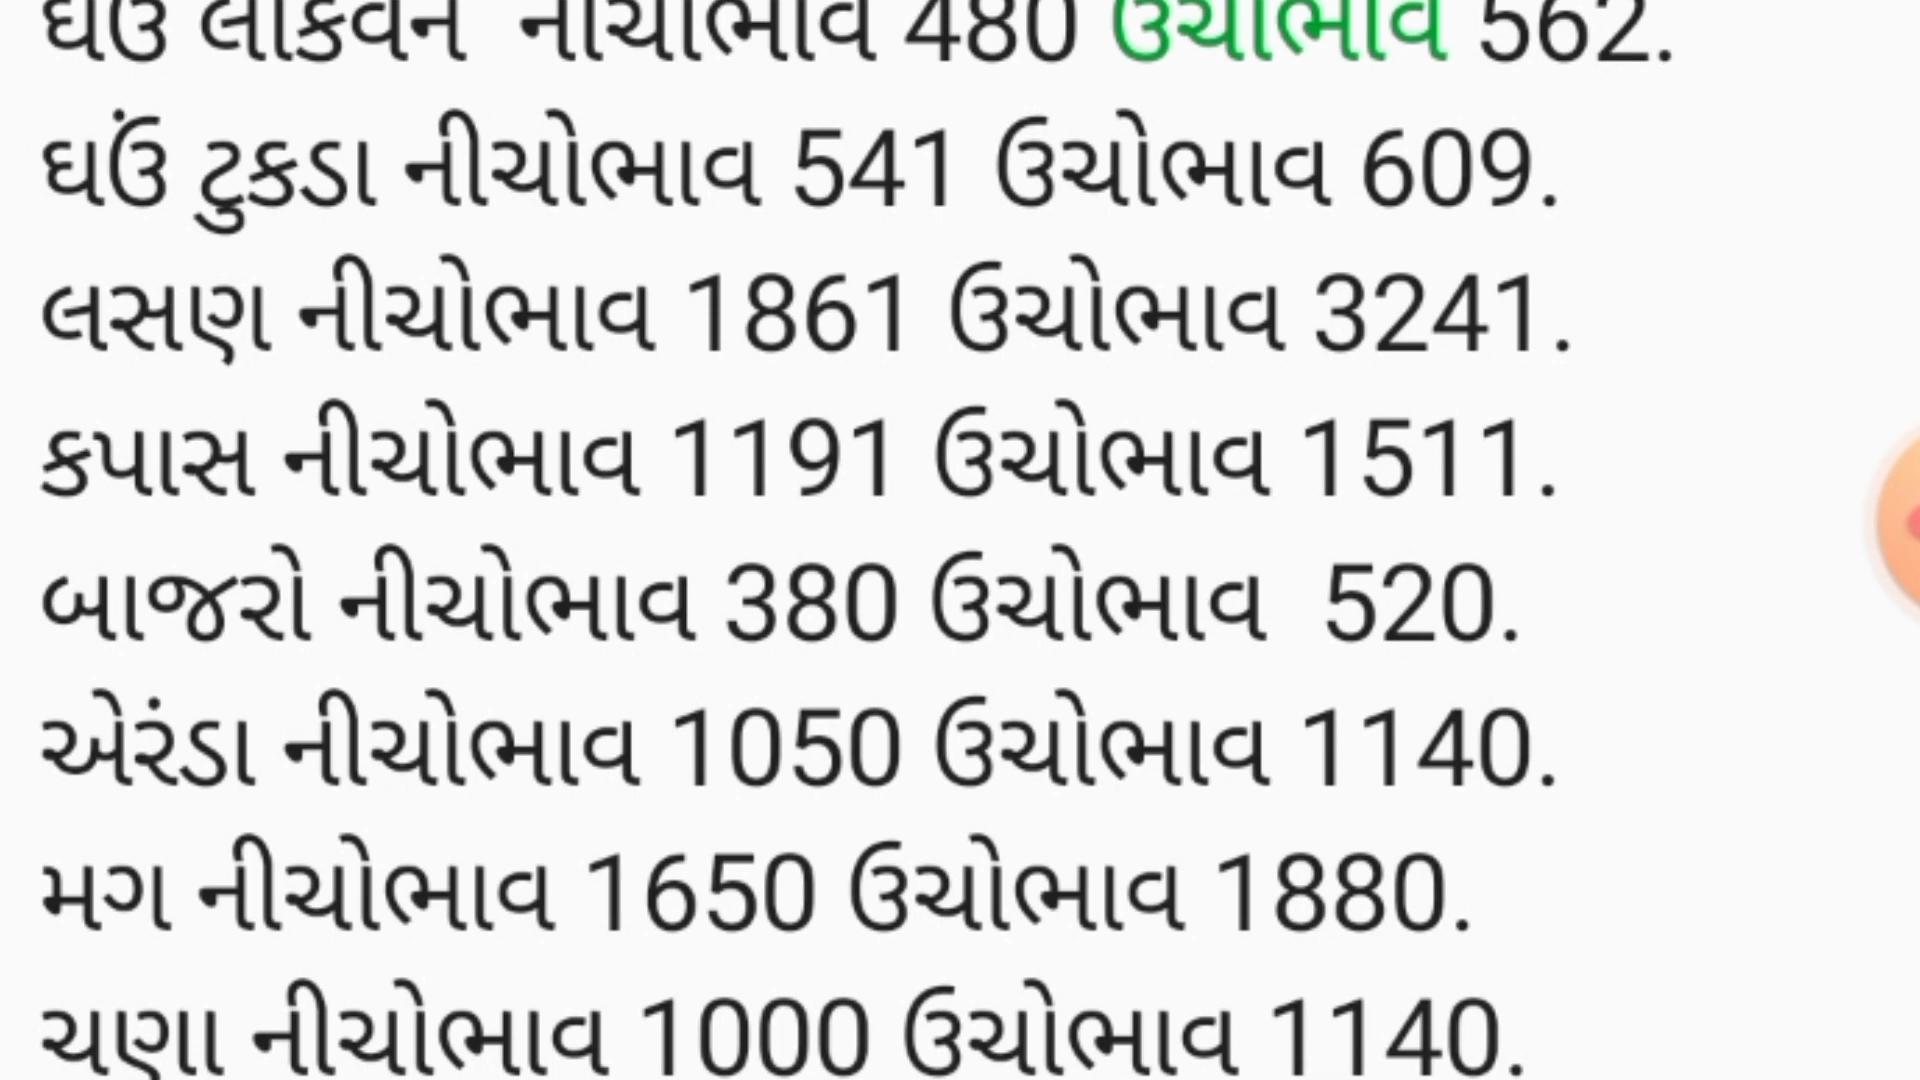 ઘઉં લોકવન નીચોભાવ 480 ઉચોભાવ 562.
ઘઉં ટુકડા નીચોભાવ 541 ઉચોભાવ 609.
લસણ નીચોભાવ 1861 ઉચોભાવ 3241.
કપાસ નીચોભાવ 1191 ઉચોભાવ 1511.
બાજરો નીચોભાવ 380 ઉચોભાવ 520.
એરંડા નીચોભાવ 1050 ઉચોભાવ 1140.
મગ નીચોભાવ 1650 ઉચોભાવ 1880.
ચણા નીચોભાવ 1000 ઉચોભાવ 1140.